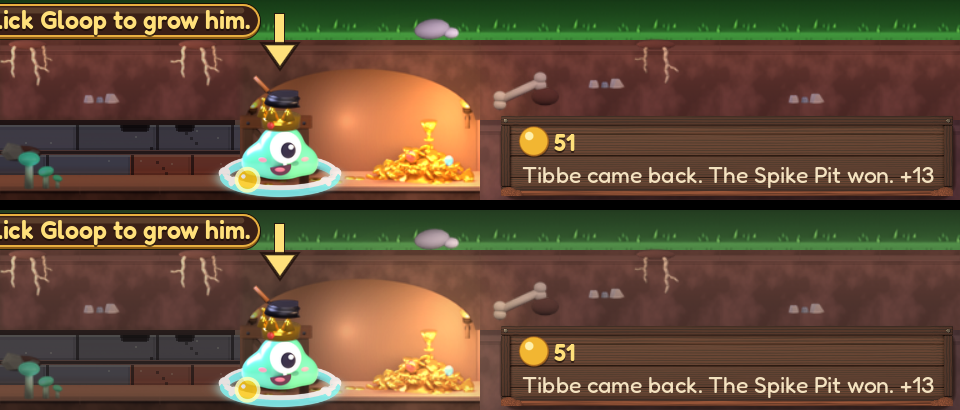 lick Gloop to grow him.
51
Tibbe came back. The Spike Pit won. +13
lick Gloop to grow him.
51
Tibbe came back. The Spike Pit won. +13